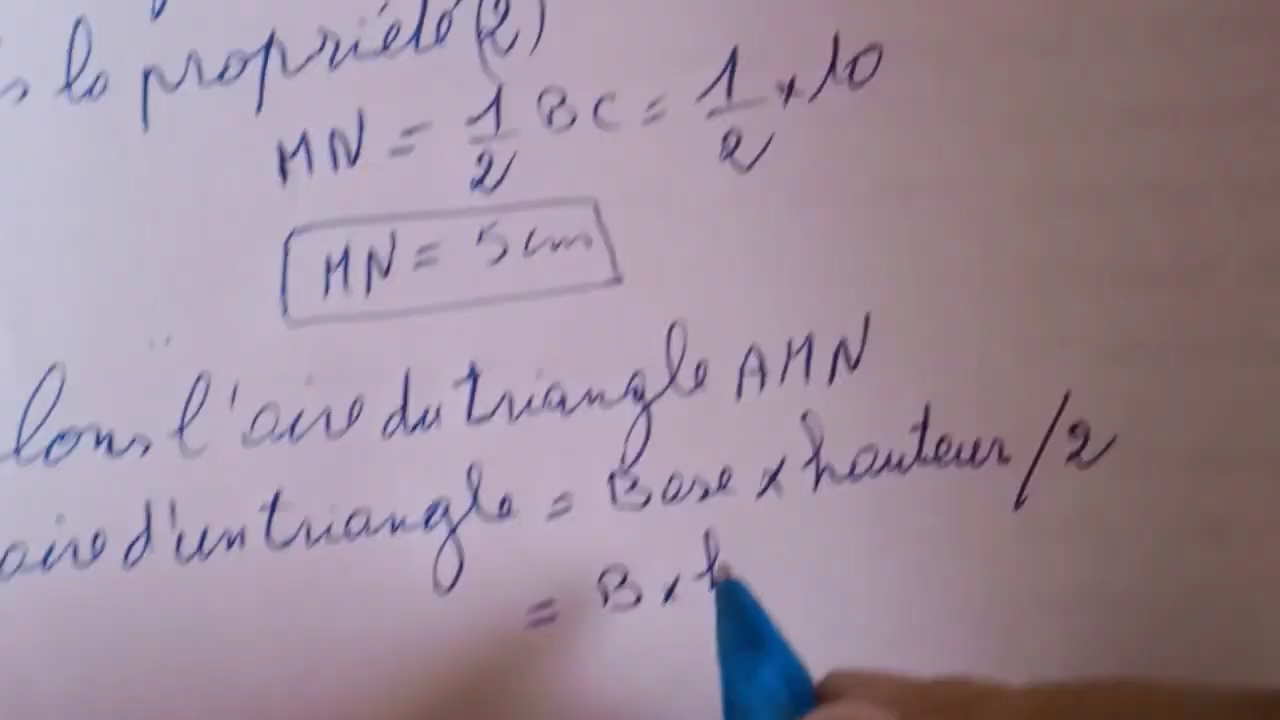 la propriété (2)
MN = 1/2 BC = 1/2 × 10
MN = 5 cm
lons l'aire du triangle AMN
aire d'un triangle = Base × hauteur / 2
= B × h